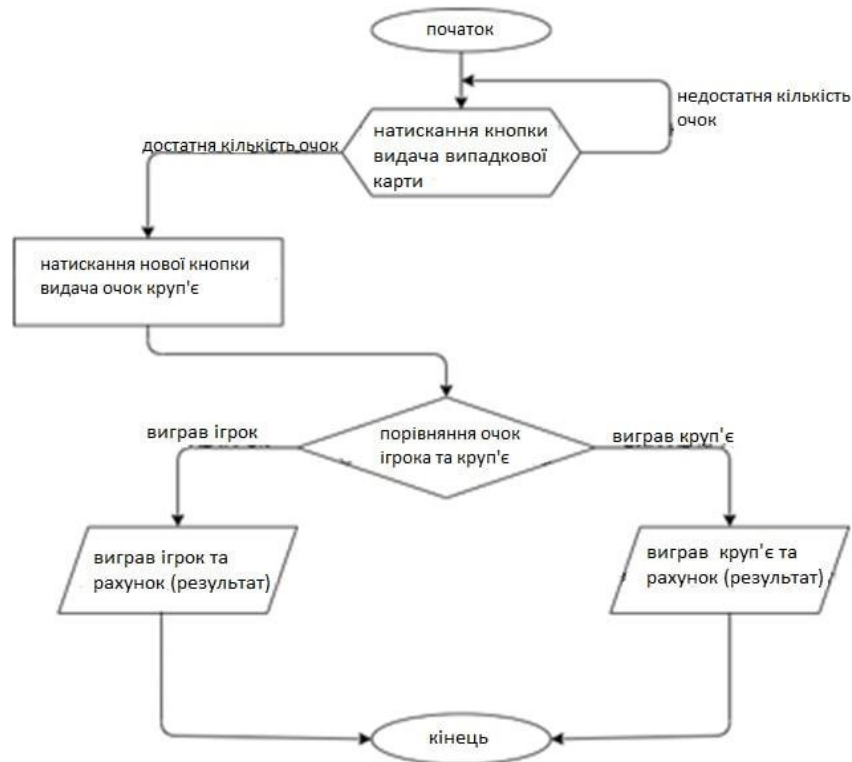 початок
недостатня кількість
очок
натискання кнопки
видача випадкової
карти
достатня кількість очок
натискання нової кнопки
видача очок круп'є
порівняння очок
ігрока та круп'є
виграв ігрок
виграв круп'є
виграв ігрок та
рахунок (результат)
виграв круп'є та
рахунок (результат)
кінець